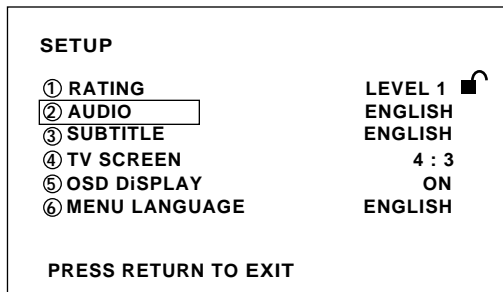 SETUP
① RATING LEVEL 1
② AUDIO ENGLISH
③ SUBTITLE ENGLISH
④ TV SCREEN 4 : 3
⑤ OSD DiSPLAY ON
⑥ MENU LANGUAGE ENGLISH
PRESS RETURN TO EXIT